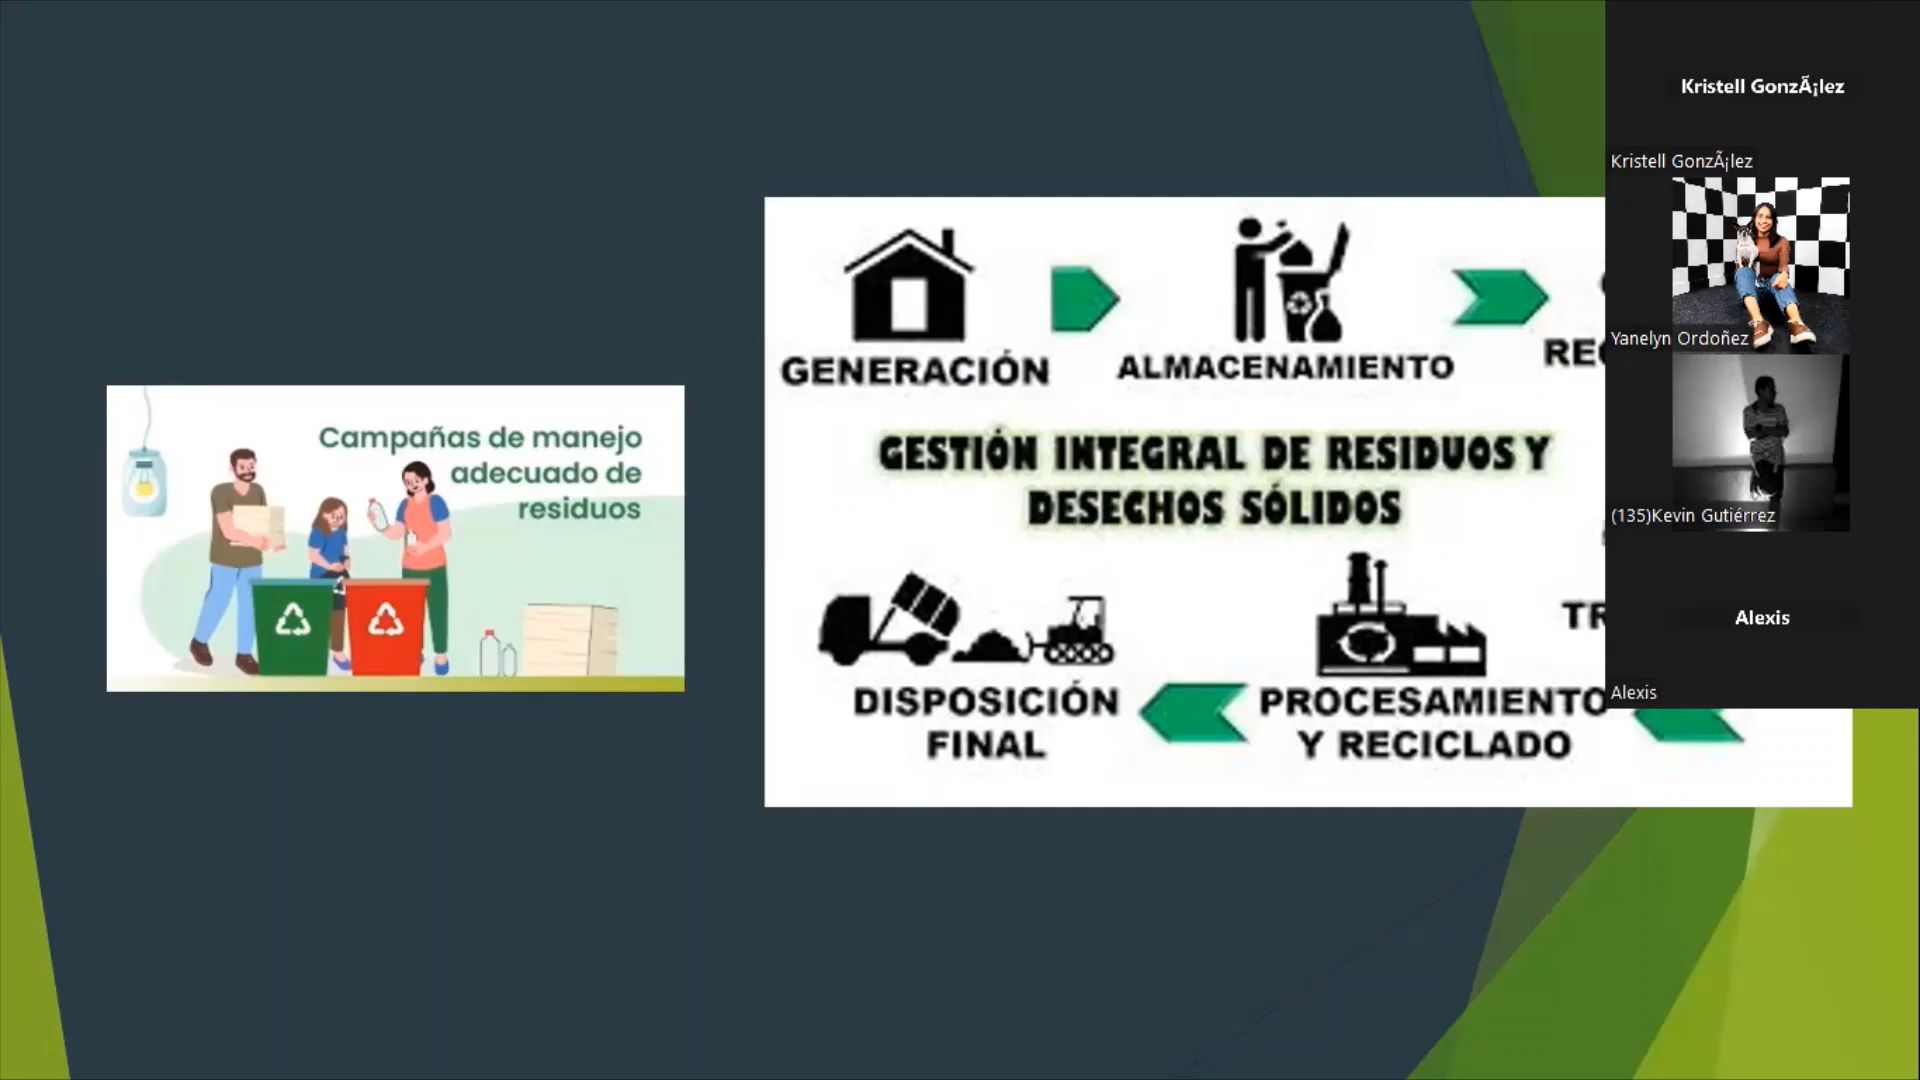 Campañas de manejo
adecuado de
residuos
GENERACIÓN
ALMACENAMIENTO
GESTIÓN INTEGRAL DE RESIDUOS Y
DESECHOS SÓLIDOS
DISPOSICIÓN
FINAL
PROCESAMIENTO
Y RECICLADO
Kristell GonzÃ¡lez
Kristell GonzÃ¡lez
Yanelyn Ordoñez
(135)Kevin Gutiérrez
Alexis
Alexis